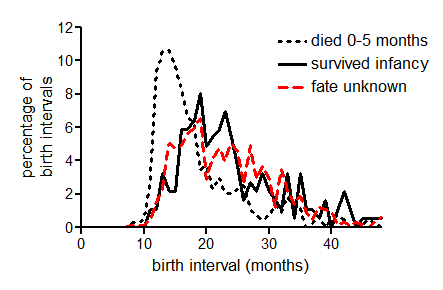 percentage of
birth intervals
12
10
8
6
4
2
0
died 0-5 months
survived infancy
fate unknown
0 10 20 30 40
birth interval (months)